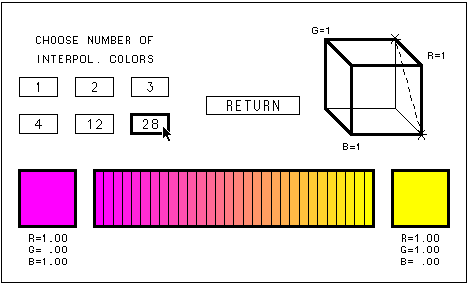 CHOOSE NUMBER OF
INTERPOL. COLORS
1 2 3
4 12 28
RETURN
G=1
R=1
B=1
R=1.00
G= .00
B=1.00
R=1.00
G=1.00
B= .00